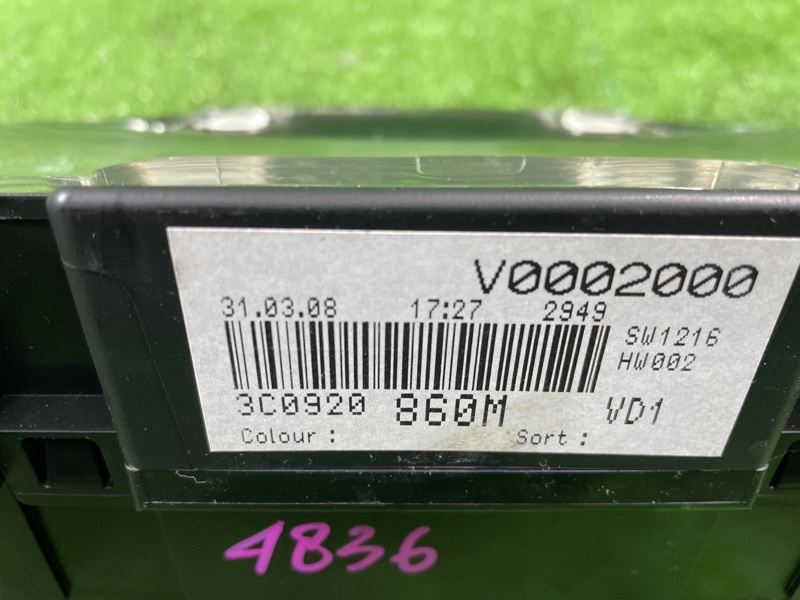 V0002000
31.03.08 17:27 2949
SW1216
HW002
3C0920 860M VD1
Colour : Sort :
4836